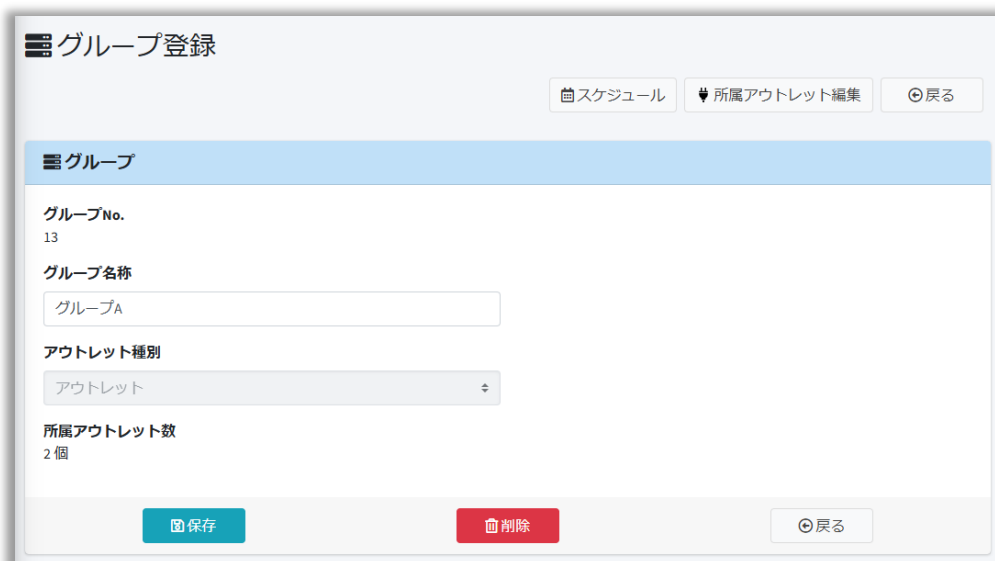 グループ登録
スケジュール 所属アウトレット編集 戻る
グループ
グループNo.
13
グループ名称
グループA
アウトレット種別
アウトレット
所属アウトレット数
2 個
保存 削除 戻る